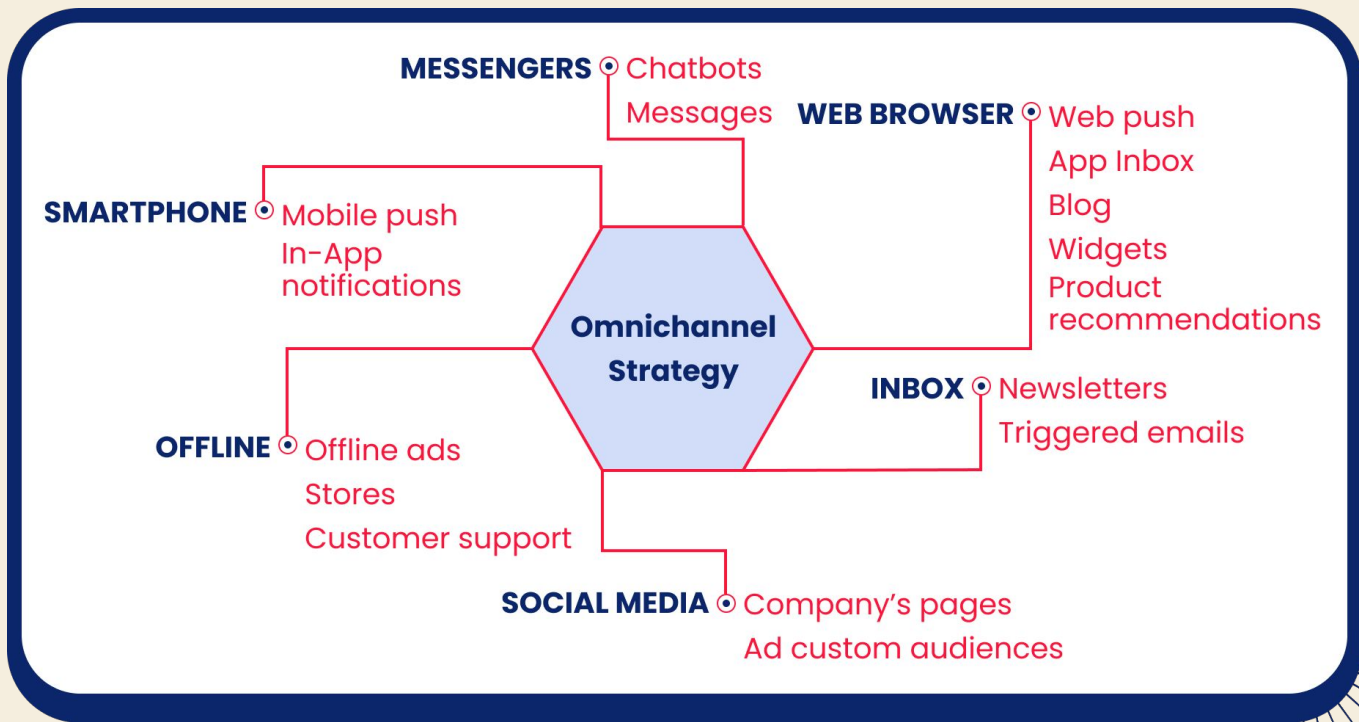 MESSENGERS
Chatbots
Messages
WEB BROWSER
Web push
App Inbox
Blog
Widgets
Product
recommendations
SMARTPHONE
Mobile push
In-App
notifications
Omnichannel
Strategy
INBOX
Newsletters
Triggered emails
OFFLINE
Offline ads
Stores
Customer support
SOCIAL MEDIA
Company’s pages
Ad custom audiences